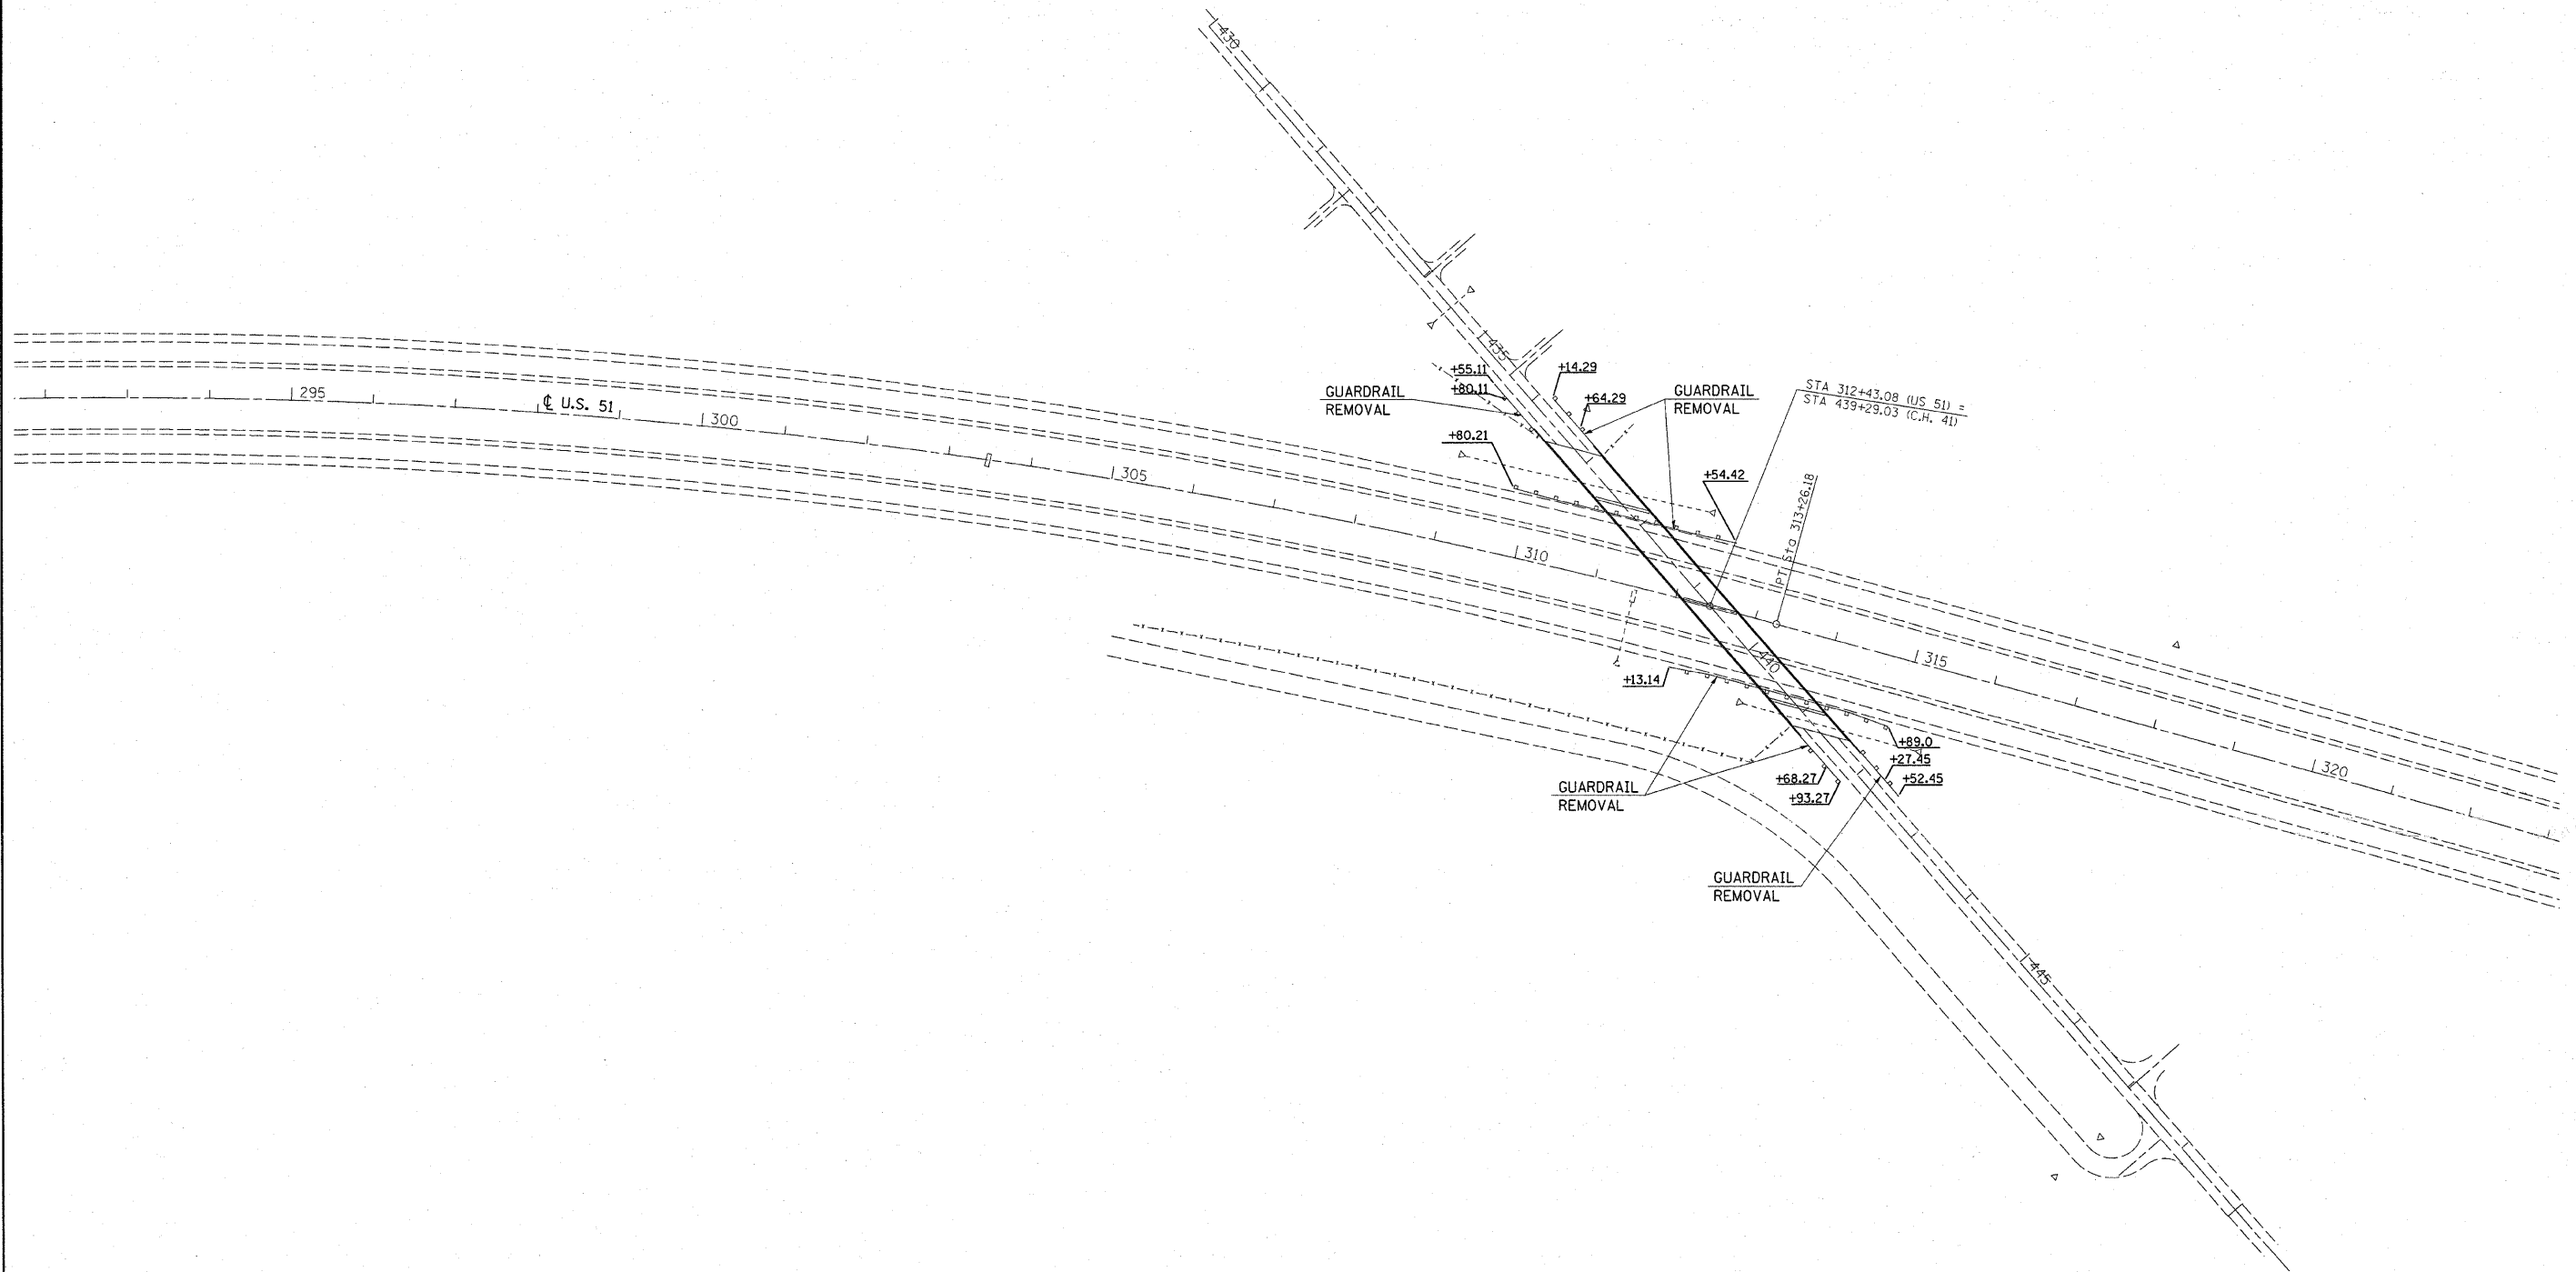 430
435
+55.11
+80.11
GUARDRAIL
REMOVAL
+14.29
+64.29
GUARDRAIL
REMOVAL
STA 312+43.08 (US 51) =
STA 439+29.03 (C.H. 41)
295
℄ U.S. 51
300
+80.21
305
+54.42
PT Sta 313+26.18
310
440
315
+13.14
+89.0
+27.45
+52.45
+68.27
+93.27
320
GUARDRAIL
REMOVAL
GUARDRAIL
REMOVAL
445